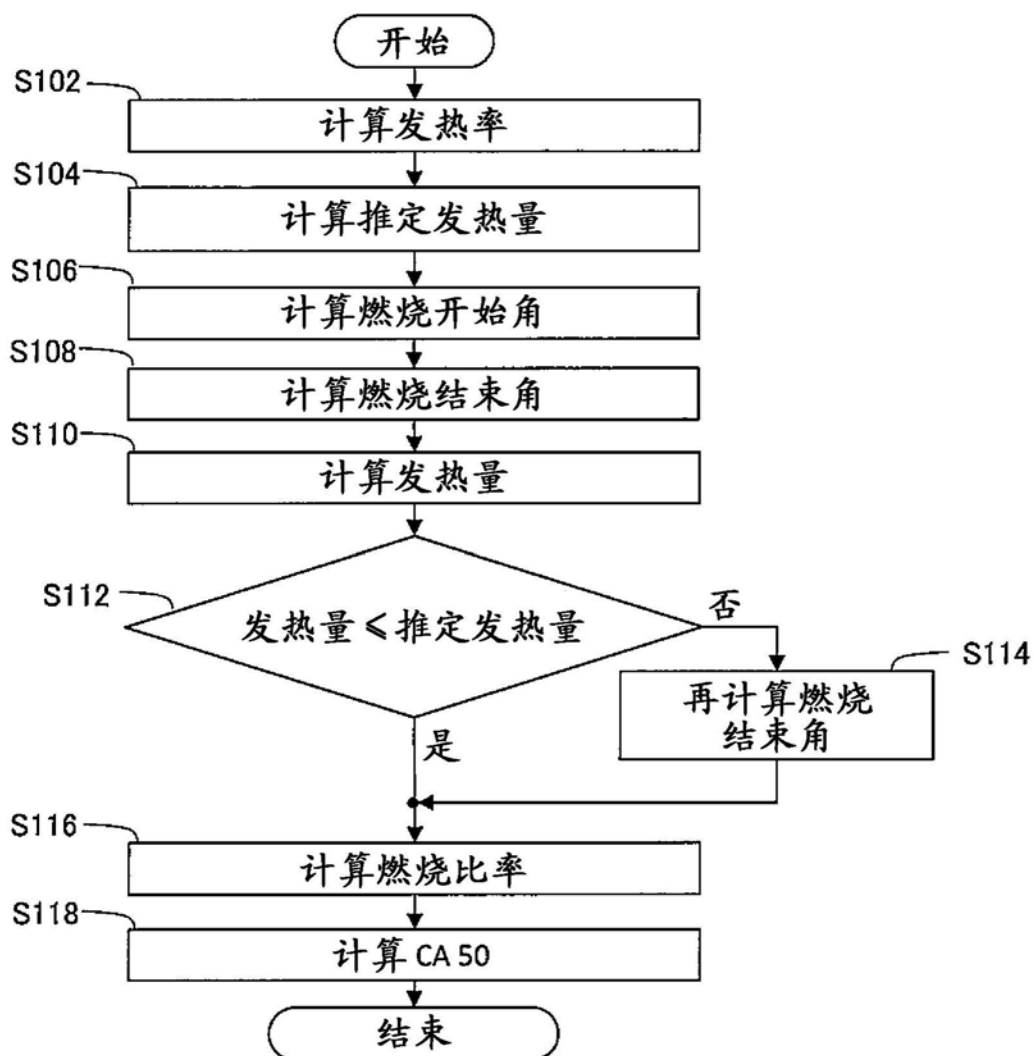 开始
S102
计算发热率
S104
计算推定发热量
S106
计算燃烧开始角
S108
计算燃烧结束角
S110
计算发热量
S112
发热量≤推定发热量
否
S114
再计算燃烧
结束角
是
S116
计算燃烧比率
S118
计算 CA 50
结束